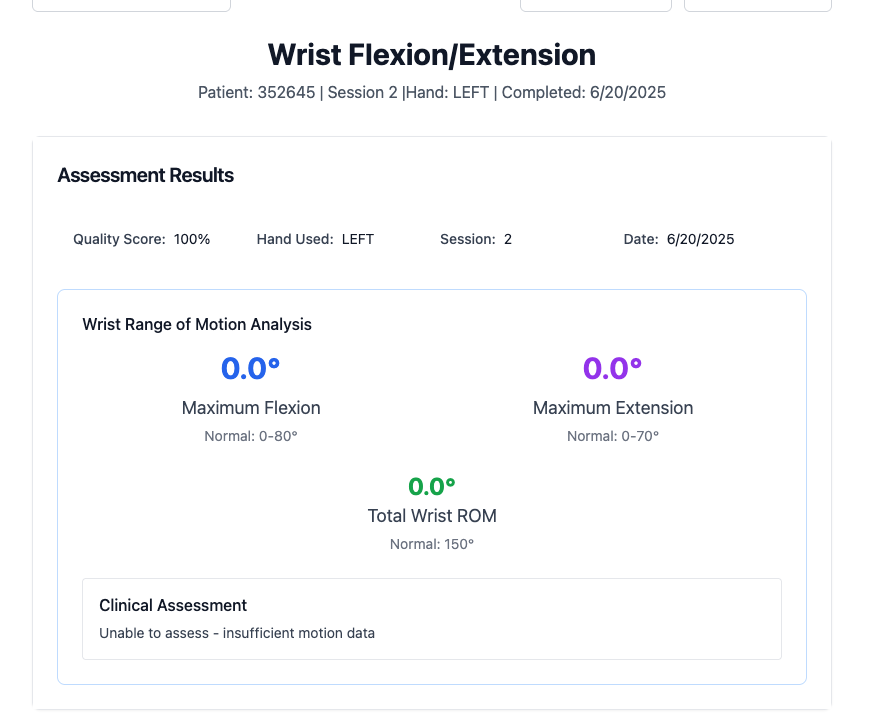 Wrist Flexion/Extension
Patient: 352645 | Session 2 |Hand: LEFT | Completed: 6/20/2025
Assessment Results
Quality Score: 100% Hand Used: LEFT Session: 2 Date: 6/20/2025
Wrist Range of Motion Analysis
0.0° 0.0°
Maximum Flexion Maximum Extension
Normal: 0-80° Normal: 0-70°
0.0°
Total Wrist ROM
Normal: 150°
Clinical Assessment
Unable to assess - insufficient motion data